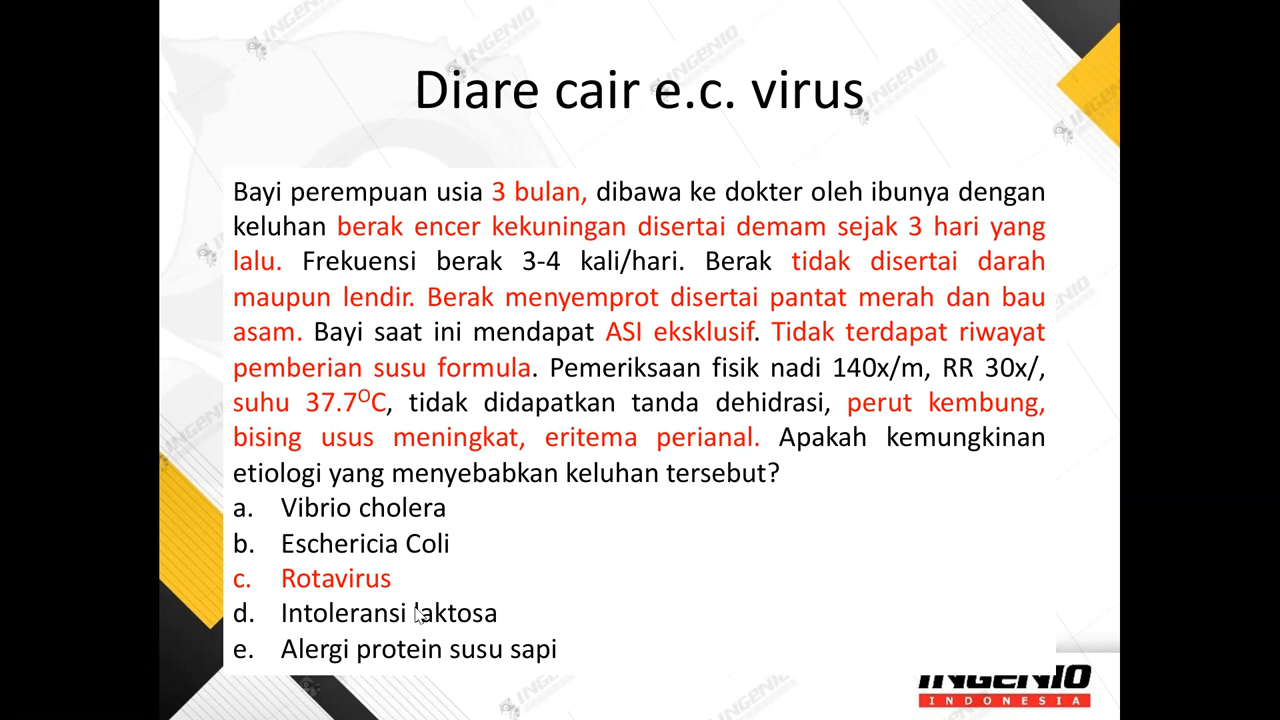 Diare cair e.c. virus
Bayi perempuan usia 3 bulan, dibawa ke dokter oleh ibunya dengan
keluhan berak encer kekuningan disertai demam sejak 3 hari yang
lalu. Frekuensi berak 3-4 kali/hari. Berak tidak disertai darah
maupun lendir. Berak menyemprot disertai pantat merah dan bau
asam. Bayi saat ini mendapat ASI eksklusif. Tidak terdapat riwayat
pemberian susu formula. Pemeriksaan fisik nadi 140x/m, RR 30x/,
suhu 37.7ᴼC, tidak didapatkan tanda dehidrasi, perut kembung,
bising usus meningkat, eritema perianal. Apakah kemungkinan
etiologi yang menyebabkan keluhan tersebut?
a. Vibrio cholera
b. Eschericia Coli
c. Rotavirus
d. Intoleransi laktosa
e. Alergi protein susu sapi
INGENIO
INDONESIA